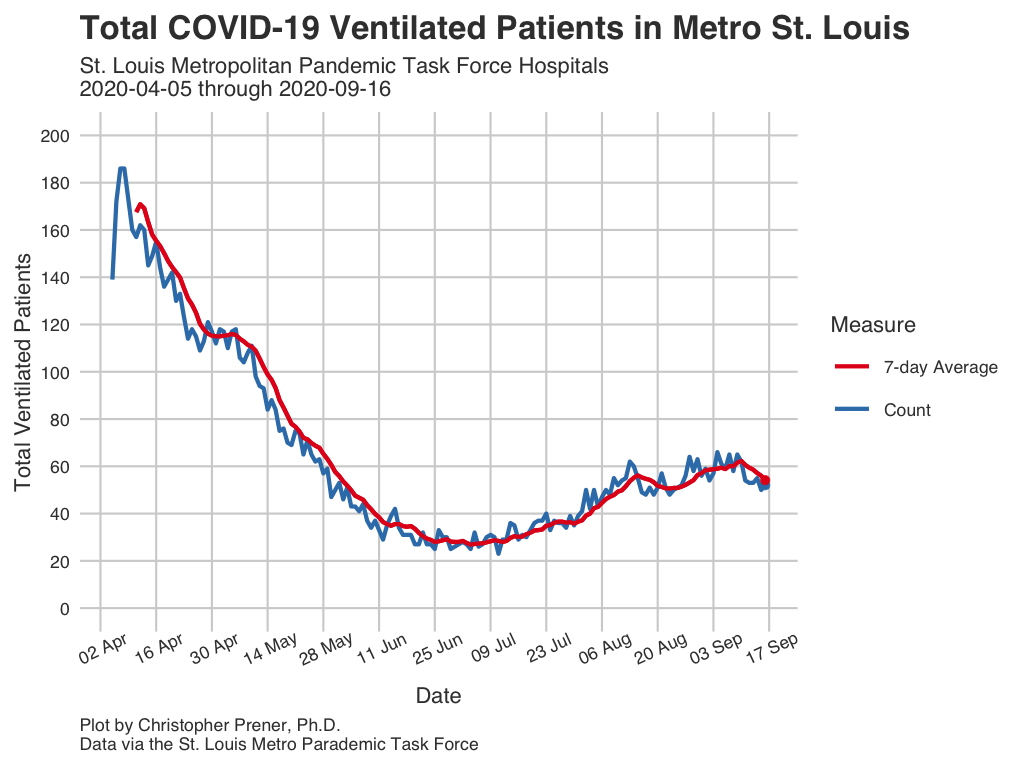 Total COVID-19 Ventilated Patients in Metro St. Louis
St. Louis Metropolitan Pandemic Task Force Hospitals
2020-04-05 through 2020-09-16
Total Ventilated Patients
200
180
160
140
120
100
80
60
40
20
0
02 Apr
16 Apr
30 Apr
14 May
28 May
11 Jun
25 Jun
09 Jul
23 Jul
06 Aug
20 Aug
03 Sep
17 Sep
Date
Measure
7-day Average
Count
Plot by Christopher Prener, Ph.D.
Data via the St. Louis Metro Parademic Task Force